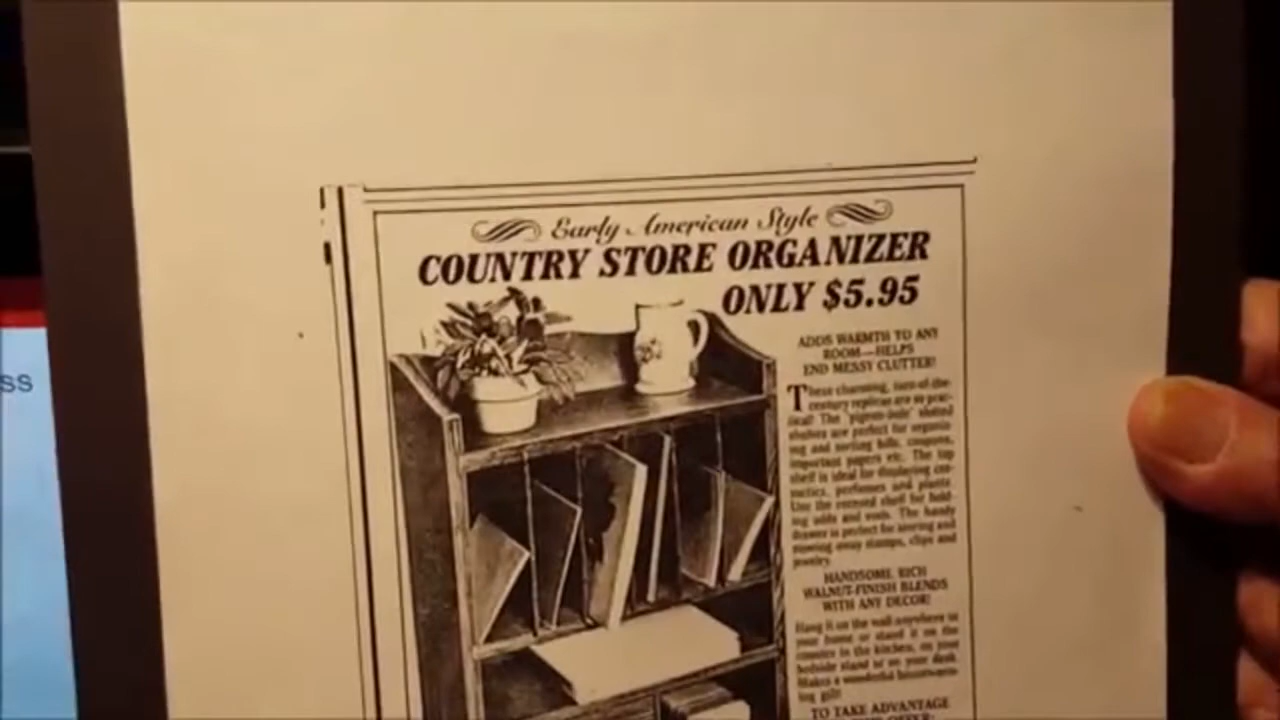 ss
Early American Style
COUNTRY STORE ORGANIZER
ONLY $5.95
ADDS WARMTH TO ANY
ROOM—HELPS
END MESSY CLUTTER!
These charming, turn-of-the-
century replicas are so prac-
tical! The "pigeon-hole" slotted
shelves are perfect for organiz-
ing and sorting bills, coupons,
important papers etc. The top
shelf is ideal for displaying cos-
metics, perfumes and plants.
Use the second shelf for hold-
ing odds and ends. The handy
drawer is perfect for storing and
stowing away stamps, clips and
jewelry.
HANDSOME, RICH
WALNUT-FINISH BLENDS
WITH ANY DECOR!
Hang it on the wall anywhere in
your home or stand it on the
counter in the kitchen, on your
bedside stand or on your desk.
Makes a wonderful housewarm-
ing gift!
TO TAKE ADVANTAGE